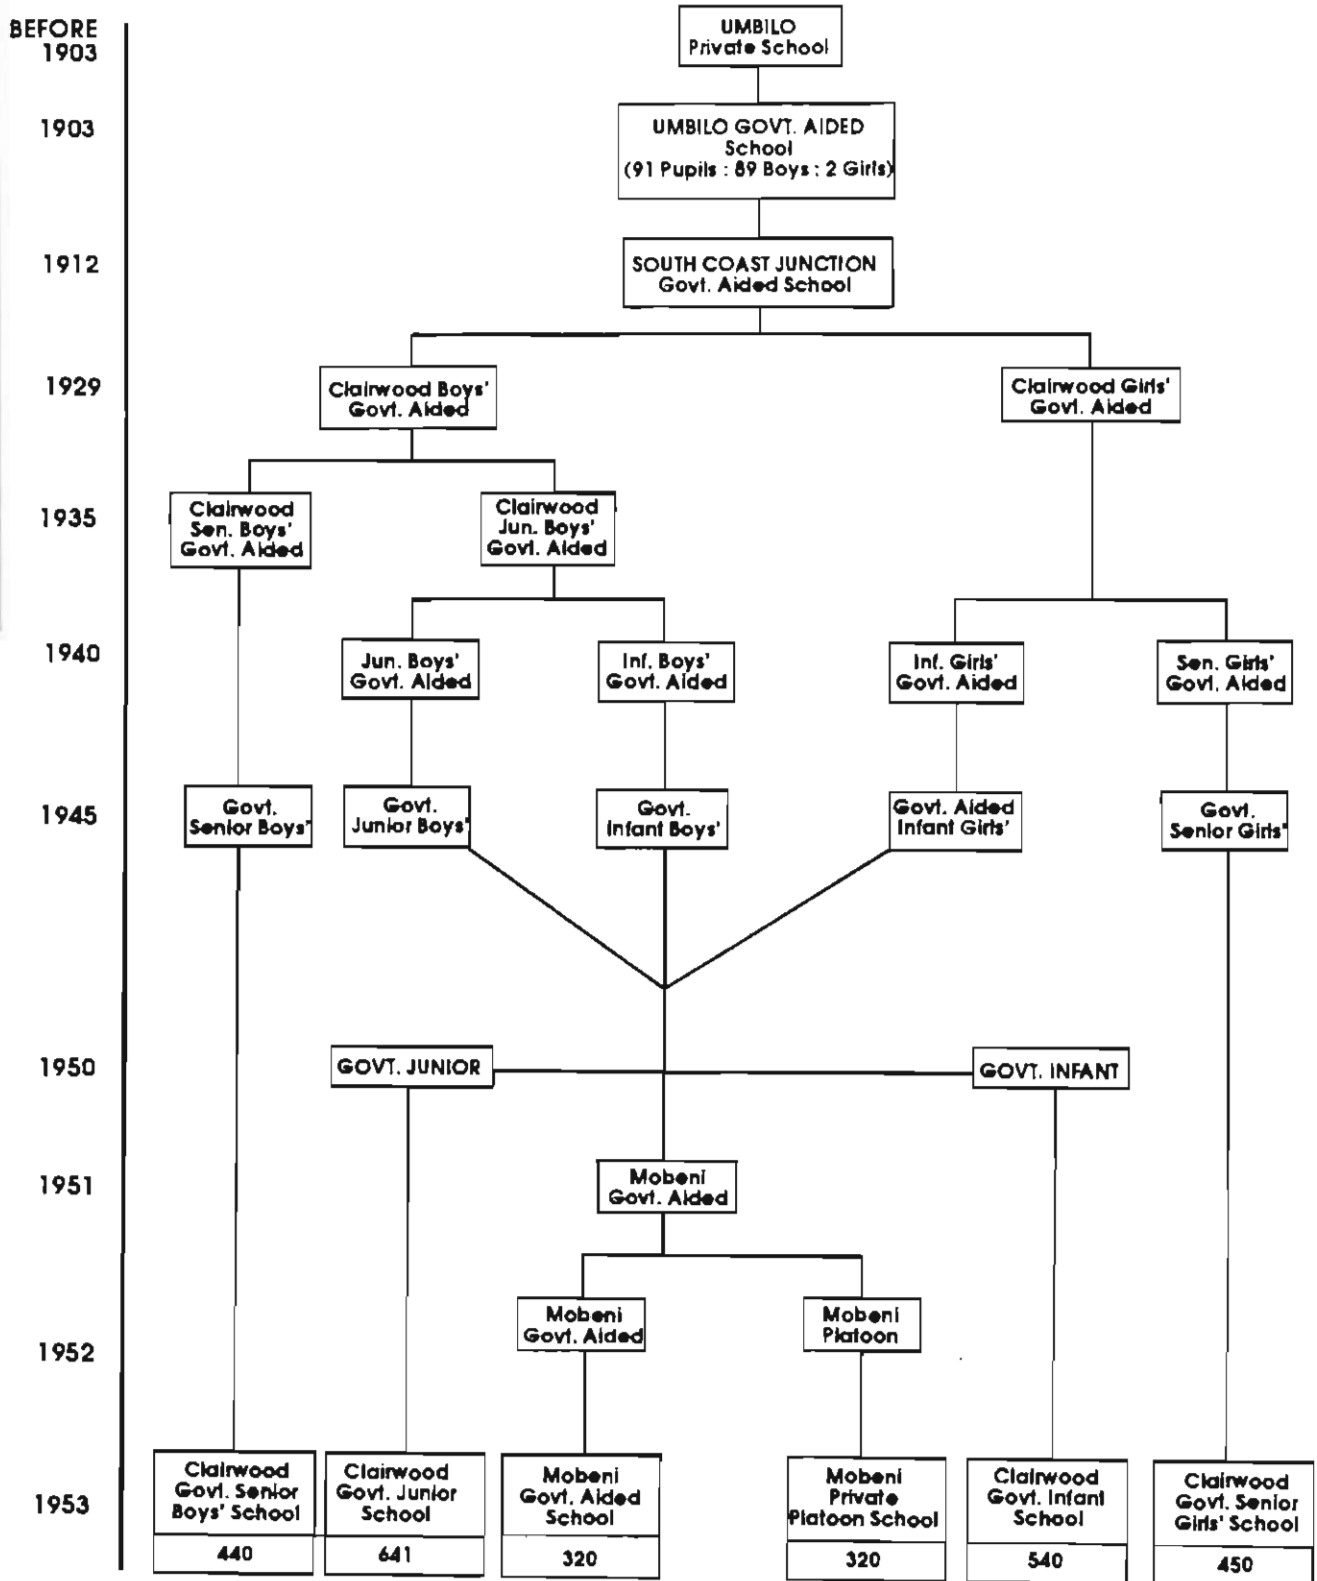 BEFORE
1903
UMBILO
Private School
1903
UMBILO GOVT. AIDED
School
(91 Pupils : 89 Boys : 2 Girls)
1912
SOUTH COAST JUNCTION
Govt. Aided School
1929
Clairwood Boys'
Govt. Aided
Clairwood Girls'
Govt. Aided
1935
Clairwood
Sen. Boys'
Govt. Aided
Clairwood
Jun. Boys'
Govt. Aided
1940
Jun. Boys'
Govt. Aided
Inf. Boys'
Govt. Aided
Inf. Girls'
Govt. Aided
Sen. Girls'
Govt. Aided
1945
Govt.
Senior Boys'
Govt.
Junior Boys'
Govt.
Infant Boys'
Govt. Aided
Infant Girls'
Govt.
Senior Girls'
1950
GOVT. JUNIOR
GOVT. INFANT
1951
Mobeni
Govt. Aided
1952
Mobeni
Govt. Aided
Mobeni
Platoon
1953
Clairwood
Govt. Senior
Boys' School
440
Clairwood
Govt. Junior
School
641
Mobeni
Govt. Aided
School
320
Mobeni
Private
Platoon School
320
Clairwood
Govt. Infant
School
540
Clairwood
Govt. Senior
Girls' School
450